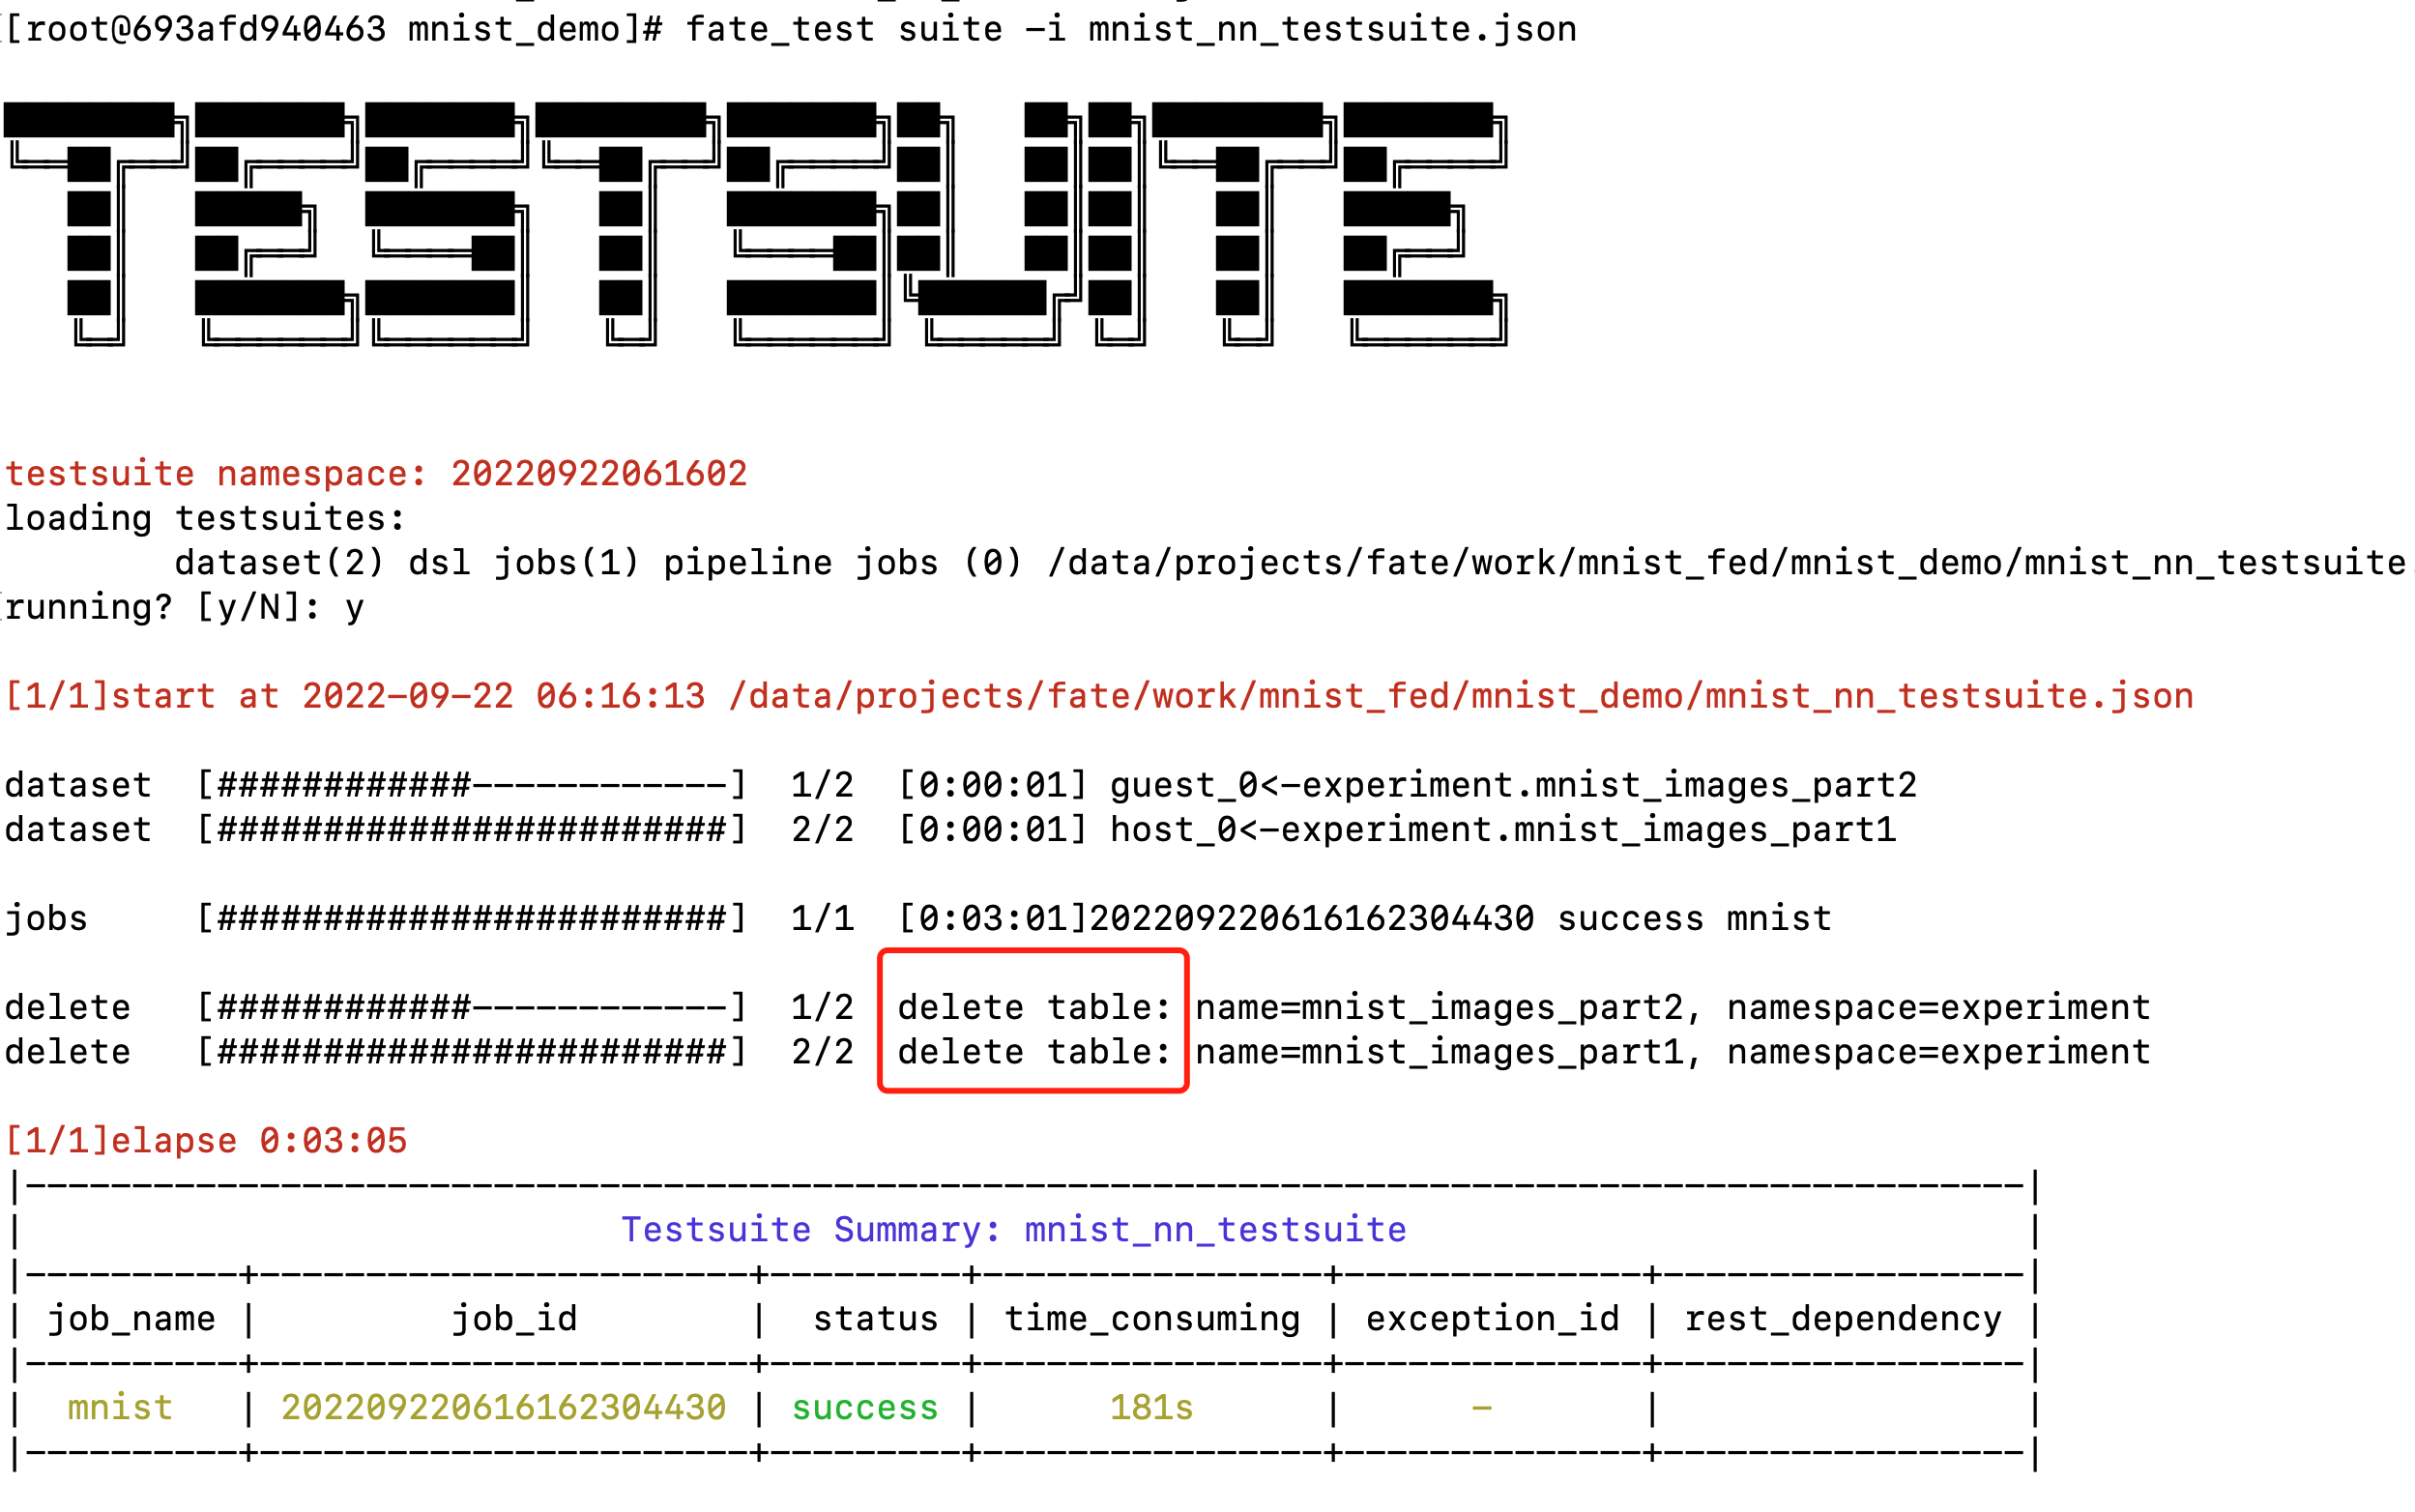 [root@693afd940463 mnist_demo]# fate_test suite -i mnist_nn_testsuite.json
TESTSUITE
testsuite namespace: 20220922061602
loading testsuites:
dataset(2) dsl jobs(1) pipeline jobs (0) /data/projects/fate/work/mnist_fed/mnist_demo/mnist_nn_testsuite.
running? [y/N]: y
[1/1]start at 2022-09-22 06:16:13 /data/projects/fate/work/mnist_fed/mnist_demo/mnist_nn_testsuite.json
dataset  [############------------]  1/2  [0:00:01] guest_0<-experiment.mnist_images_part2
dataset  [########################]  2/2  [0:00:01] host_0<-experiment.mnist_images_part1
jobs     [########################]  1/1  [0:03:01]202209220616162304430 success mnist
delete   [############------------]  1/2  delete table: name=mnist_images_part2, namespace=experiment
delete   [########################]  2/2  delete table: name=mnist_images_part1, namespace=experiment
[1/1]elapse 0:03:05
|----------------------------------------------------------------------------------------------|
| Testsuite Summary: mnist_nn_testsuite |
|----------+-----------------------+---------+----------------+--------------+-----------------|
| job_name | job_id | status | time_consuming | exception_id | rest_dependency |
|----------+-----------------------+---------+----------------+--------------+-----------------|
| mnist | 202209220616162304430 | success | 181s | - | |
|----------+-----------------------+---------+----------------+--------------+-----------------|